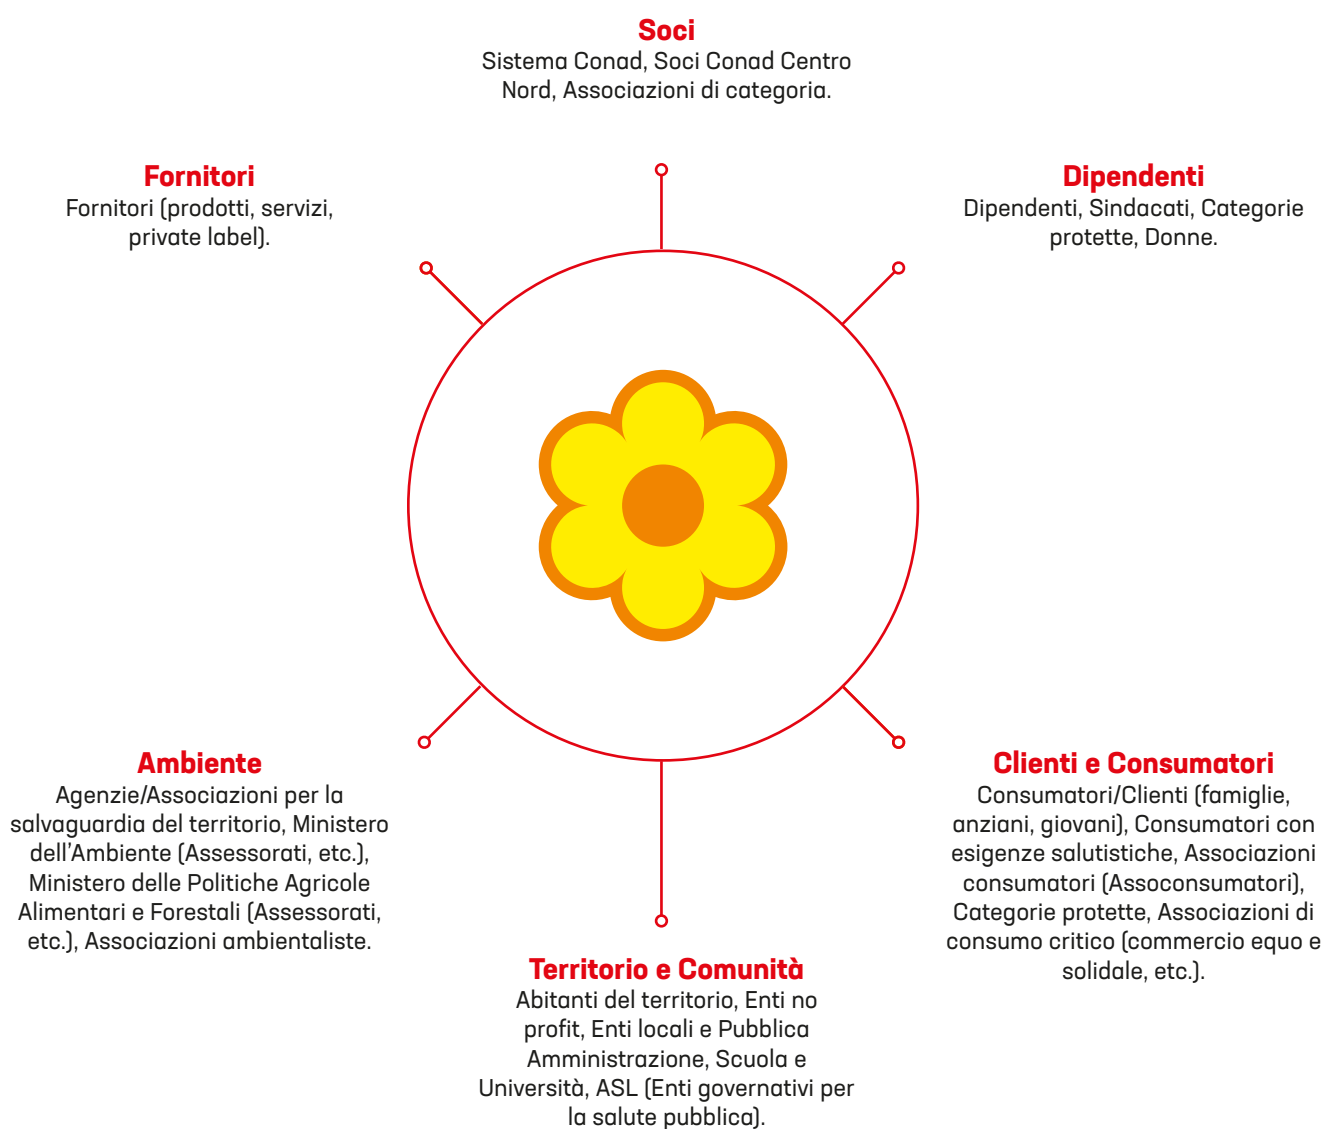 Soci
Sistema Conad, Soci Conad Centro
Nord, Associazioni di categoria.
Fornitori
Fornitori (prodotti, servizi,
private label).
Dipendenti
Dipendenti, Sindacati, Categorie
protette, Donne.
Ambiente
Agenzie/Associazioni per la
salvaguardia del territorio, Ministero
dell'Ambiente (Assessorati, etc.),
Ministero delle Politiche Agricole
Alimentari e Forestali (Assessorati,
etc.), Associazioni ambientaliste.
Clienti e Consumatori
Consumatori/Clienti (famiglie,
anziani, giovani), Consumatori con
esigenze salutistiche, Associazioni
consumatori (Assoconsumatori),
Categorie protette, Associazioni di
consumo critico (commercio equo e
solidale, etc.).
Territorio e Comunità
Abitanti del territorio, Enti no
profit, Enti locali e Pubblica
Amministrazione, Scuola e
Università, ASL (Enti governativi per
la salute pubblica).